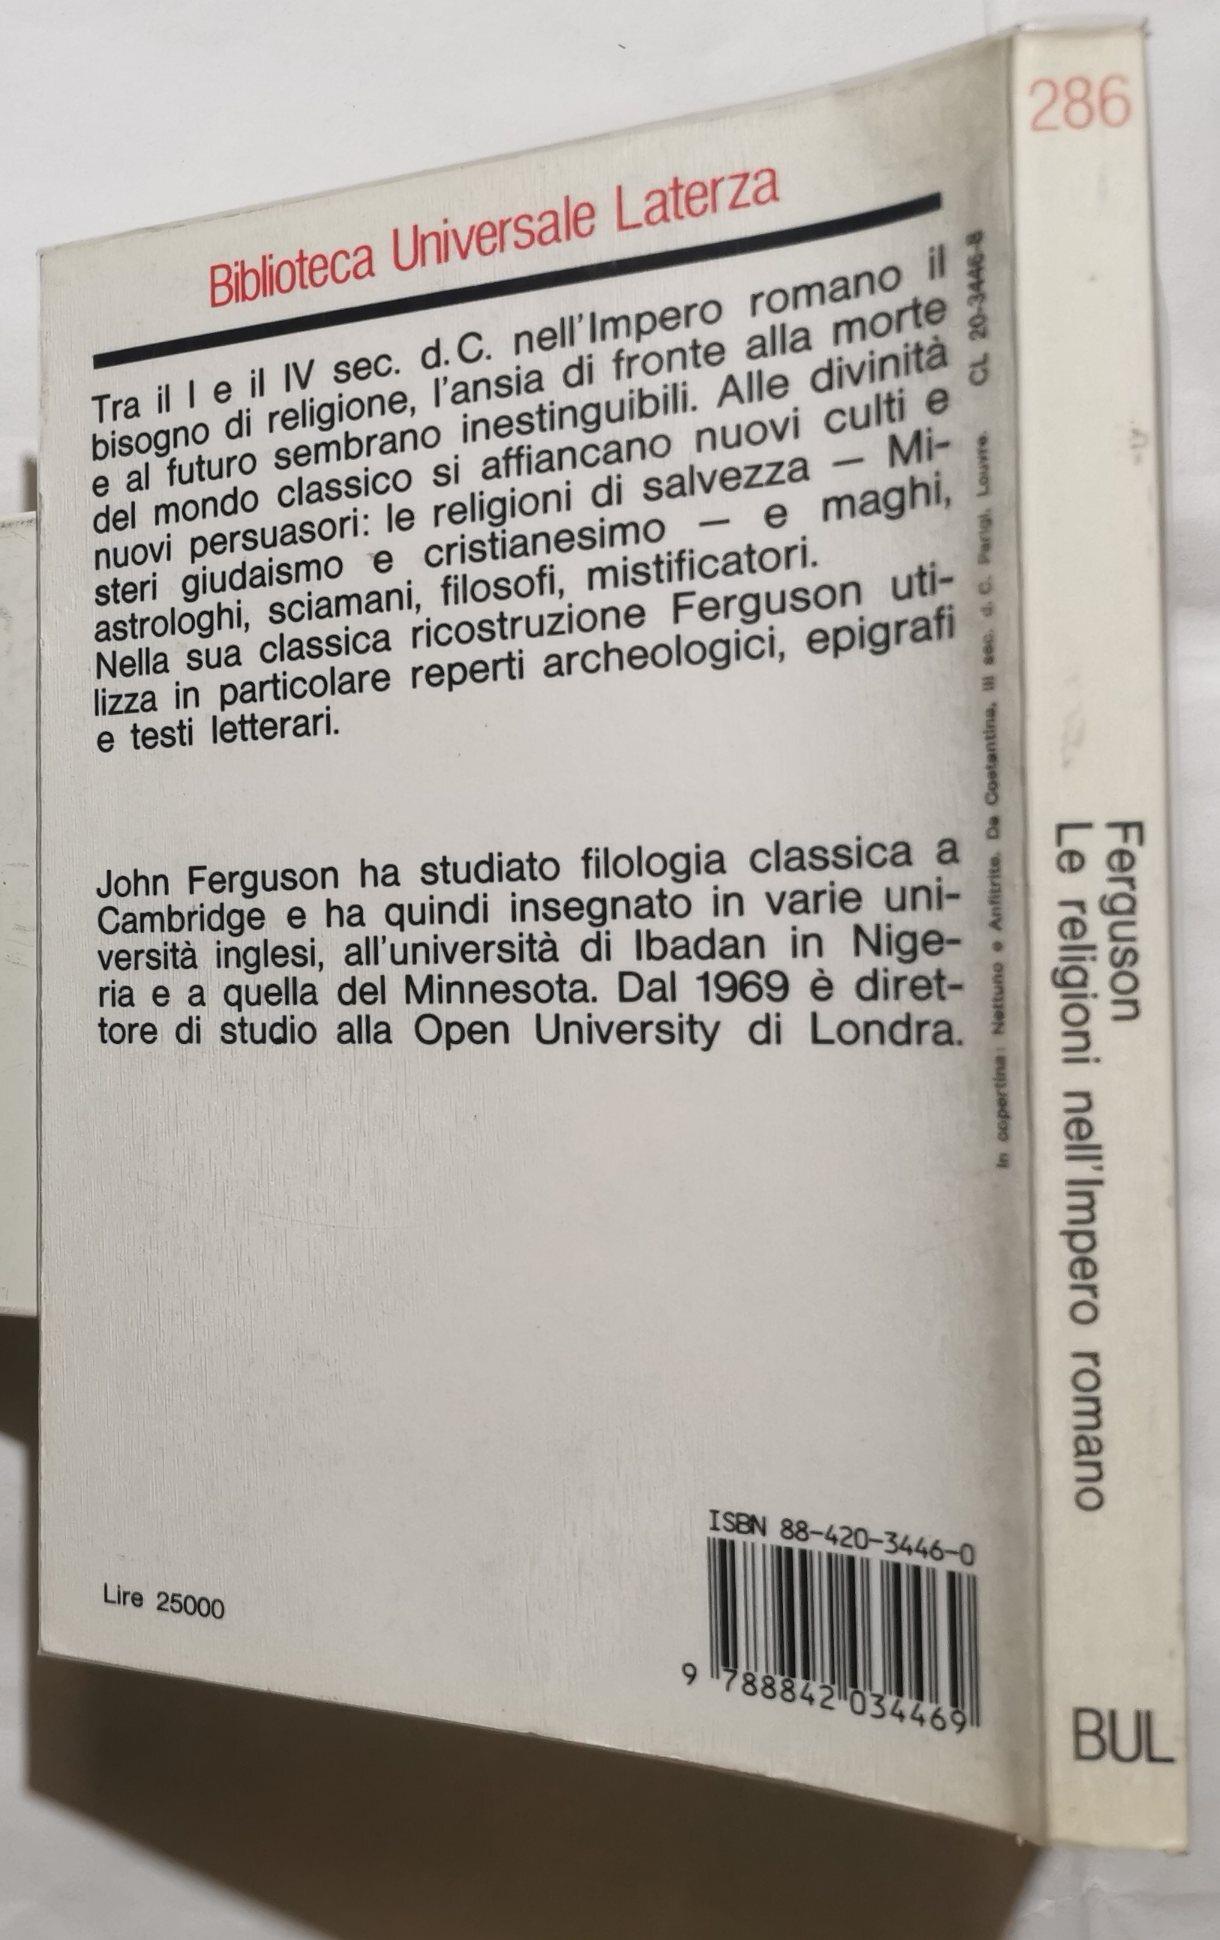 Biblioteca Universale Laterza
Tra il I e il IV sec. d.C. nell'Impero romano il
bisogno di religione, l'ansia di fronte alla morte
e al futuro sembrano inestinguibili. Alle divinità
del mondo classico si affiancano nuovi culti e
nuovi persuasori: le religioni di salvezza — Mi-
steri giudaismo e cristianesimo — e maghi,
astrologhi, sciamani, filosofi, mistificatori.
Nella sua classica ricostruzione Ferguson uti-
lizza in particolare reperti archeologici, epigrafi
e testi letterari.
John Ferguson ha studiato filologia classica a
Cambridge e ha quindi insegnato in varie uni-
versità inglesi, all'università di Ibadan in Nige-
ria e a quella del Minnesota. Dal 1969 è diret-
tore di studio alla Open University di Londra.
Lire 25000
ISBN 88-420-3446-0
9 788842 034469
In copertina: Nettuno e Anfitrite. Da Costantina, III sec. d. C. Parigi, Louvre. CL 20-3446-8
286
Ferguson
Le religioni nell'Impero romano
BUL